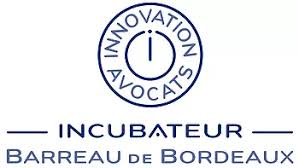 INNOVATION
AVOCATS
INCUBATEUR
BARREAU DE BORDEAUX